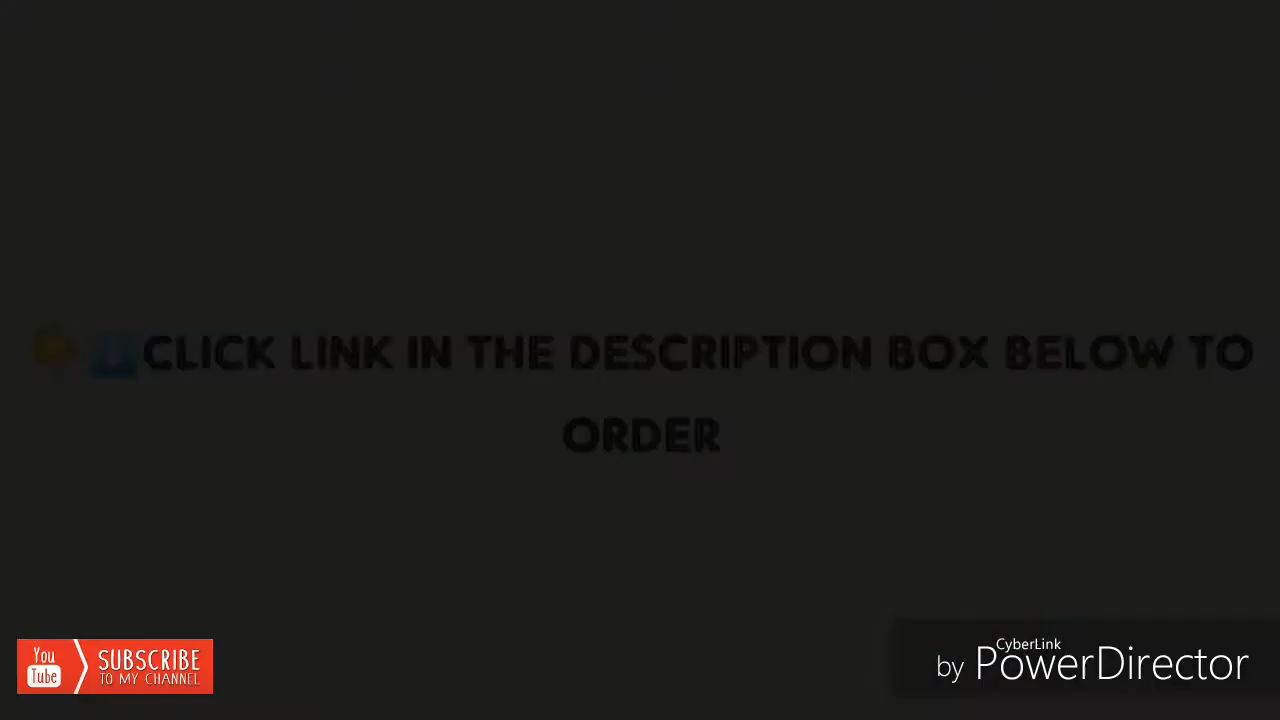 👇⬇️CLICK LINK IN THE DESCRIPTION BOX BELOW TO
ORDER
You
Tube
SUBSCRIBE
TO MY CHANNEL
CyberLink
by PowerDirector